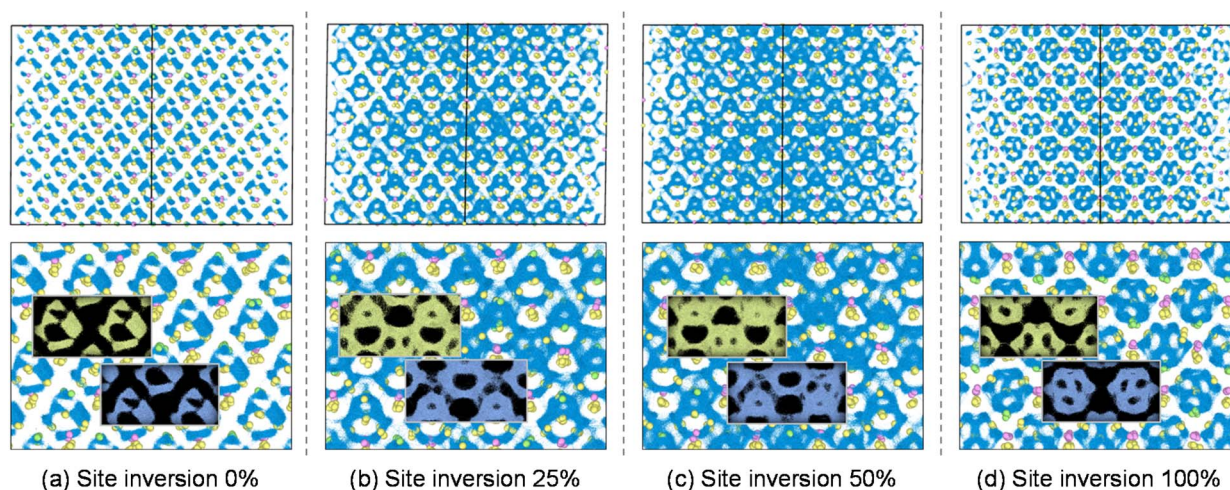 (a) Site inversion 0%
(b) Site inversion 25%
(c) Site inversion 50%
(d) Site inversion 100%